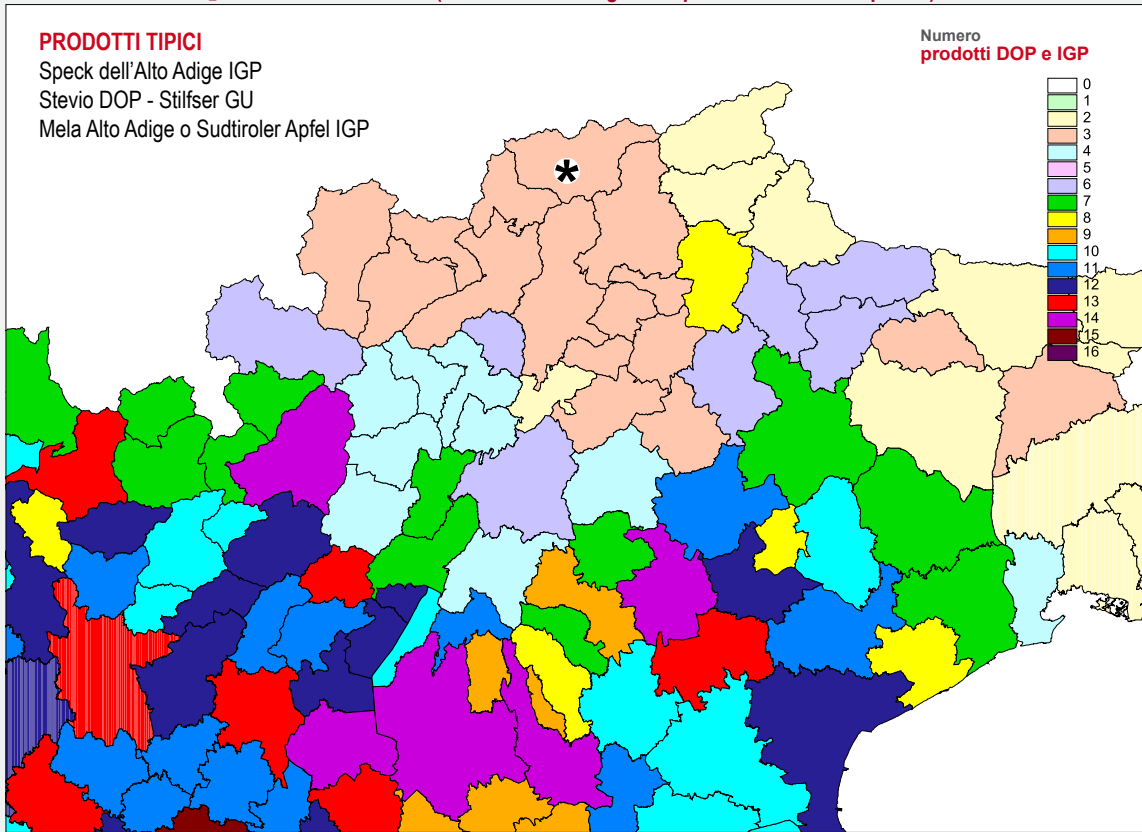 PRODOTTI TIPICI
Speck dell'Alto Adige IGP
Stevio DOP - Stilfser GU
Mela Alto Adige o Sudtiroler Apfel IGP
Numero
prodotti DOP e IGP
0
1
2
3
4
5
6
7
8
9
10
11
12
13
14
15
16